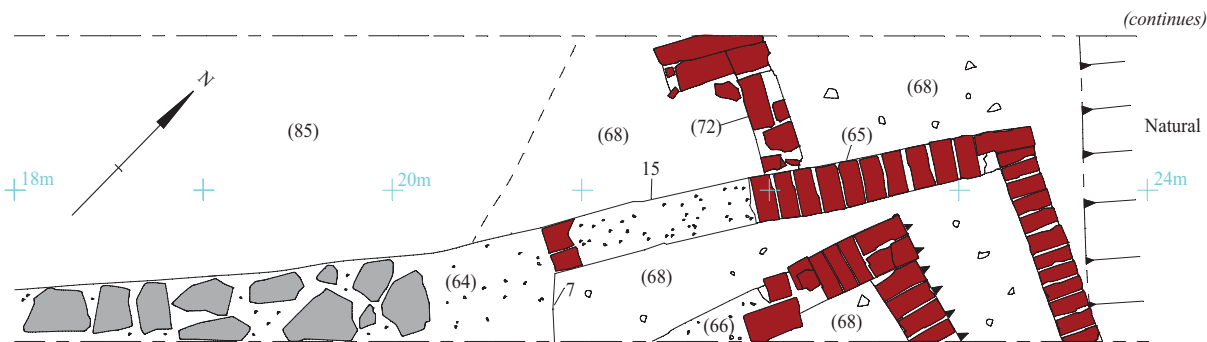 (continues)
N
(85)
(68)
(72)
(68)
(65)
Natural
18m
20m
15
24m
(64)
(68)
7
(66)
(68)